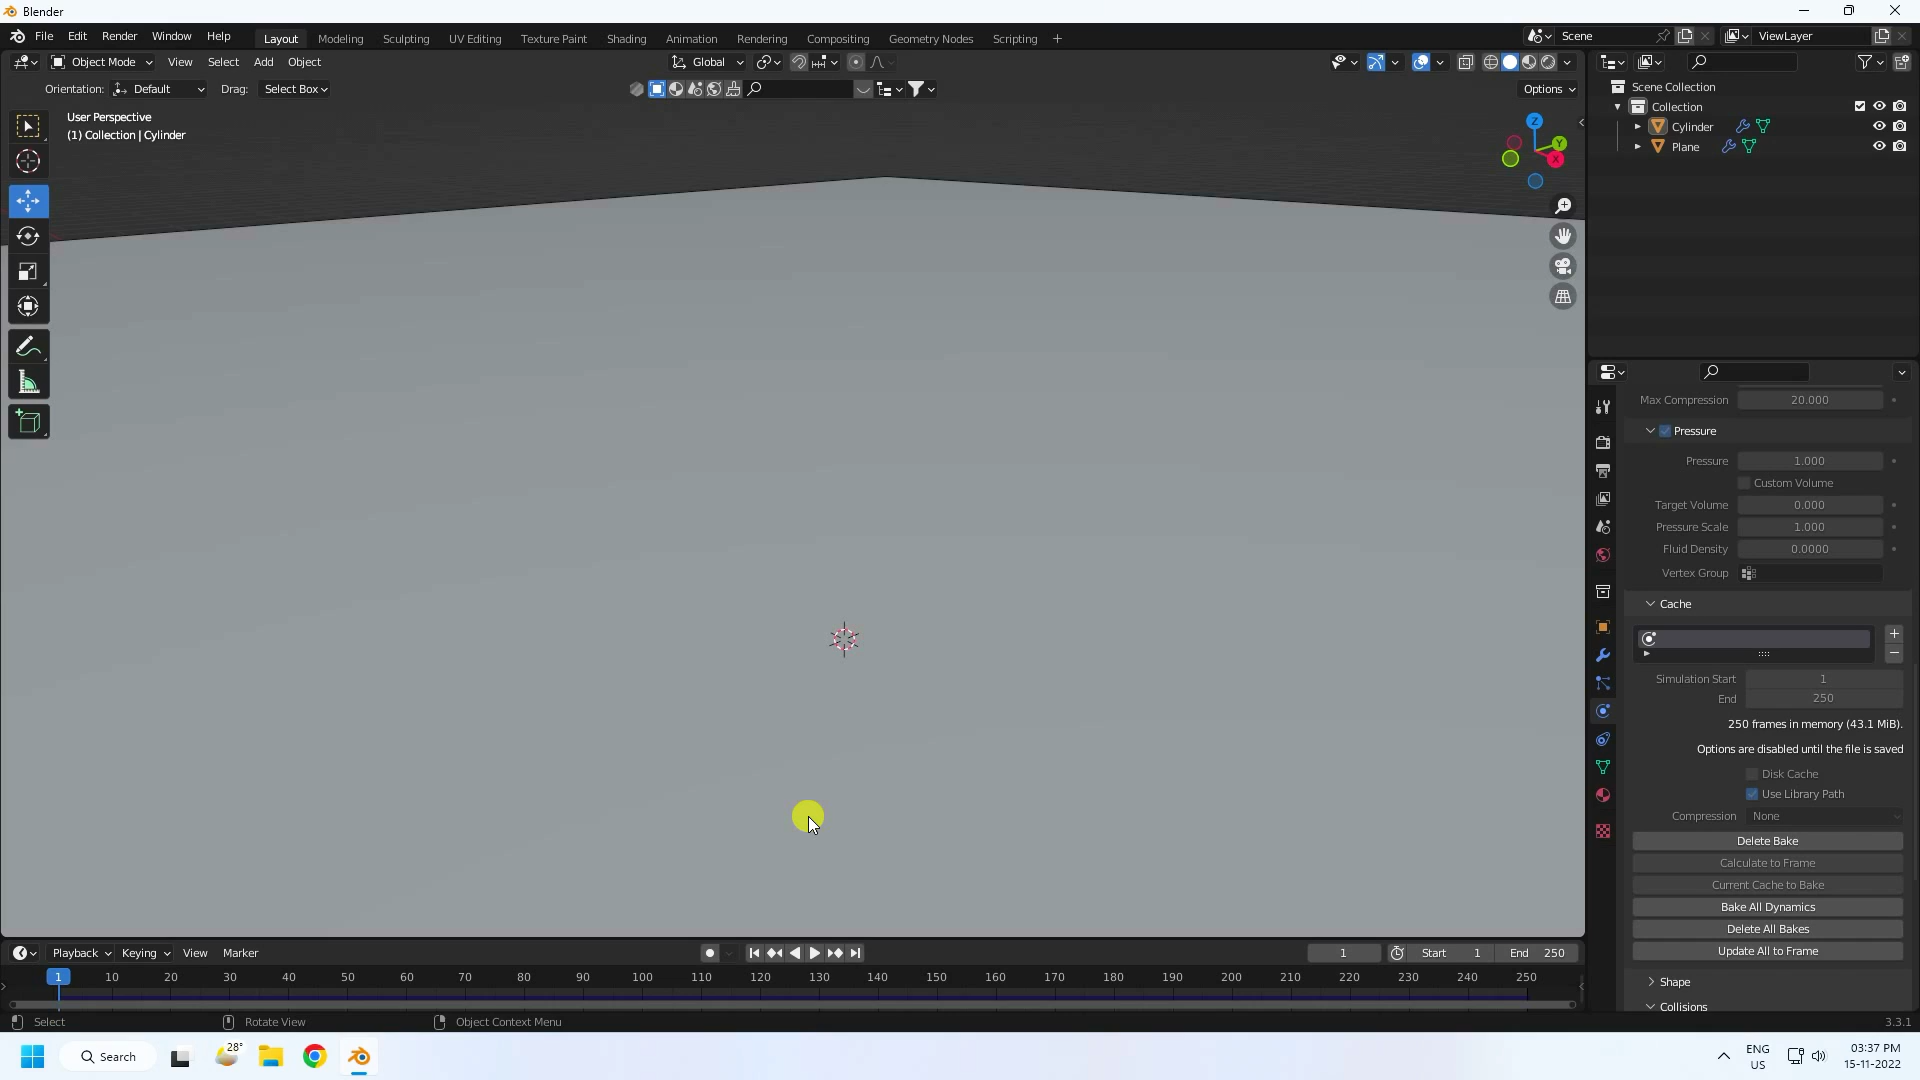 Blender
File Edit Render Window Help
Layout Modeling Sculpting UV Editing Texture Paint Shading Animation Rendering Compositing Geometry Nodes Scripting +
Scene
ViewLayer
Object Mode View Select Add Object
Global
Orientation: Default Drag: Select Box
Options
User Perspective
(1) Collection | Cylinder
Z
Y
X
Scene Collection
Collection
Cylinder
Plane
Max Compression 20.000
Pressure
Pressure 1.000
Custom Volume
Target Volume 0.000
Pressure Scale 1.000
Fluid Density 0.0000
Vertex Group
Cache
Simulation Start 1
End 250
250 frames in memory (43.1 MiB).
Options are disabled until the file is saved
Disk Cache
Use Library Path
Compression None
Delete Bake
Calculate to Frame
Current Cache to Bake
Bake All Dynamics
Delete All Bakes
Update All to Frame
Shape
Collisions
Playback Keying View Marker
1 Start 1 End 250
1 10 20 30 40 50 60 70 80 90 100 110 120 130 140 150 160 170 180 190 200 210 220 230 240 250
Select Rotate View Object Context Menu
3.3.1
Search
28°
ENG
US
03:37 PM
15-11-2022